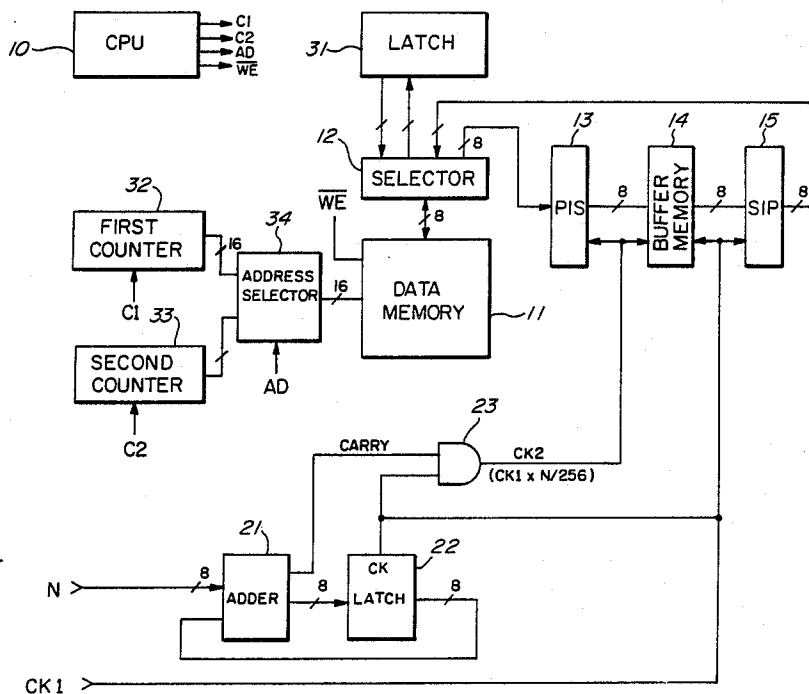 10
CPU
C1
C2
AD
WE
31
LATCH
12
SELECTOR
8
13
PIS
8
14
BUFFER
MEMORY
8
15
SIP
8
32
FIRST
COUNTER
16
C1
33
SECOND
COUNTER
C2
34
ADDRESS
SELECTOR
16
AD
WE
8
DATA
MEMORY
11
23
CARRY
CK2
(CK1 x N/256)
21
ADDER
N
8
8
22
CK
LATCH
8
CK1